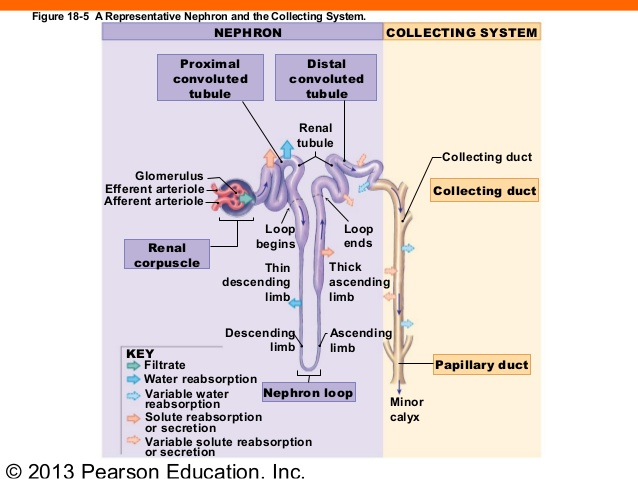 Figure 18-5  A Representative Nephron and the Collecting System.
NEPHRON
COLLECTING SYSTEM
Proximal
convoluted
tubule
Distal
convoluted
tubule
Renal
tubule
Collecting duct
Glomerulus
Efferent arteriole
Afferent arteriole
Collecting duct
Renal
corpuscle
Loop
begins
Loop
ends
Thin
descending
limb
Thick
ascending
limb
Descending
limb
Ascending
limb
KEY
Filtrate
Water reabsorption
Variable water
reabsorption
Solute reabsorption
or secretion
Variable solute reabsorption
or secretion
Nephron loop
Papillary duct
Minor
calyx
© 2013 Pearson Education, Inc.